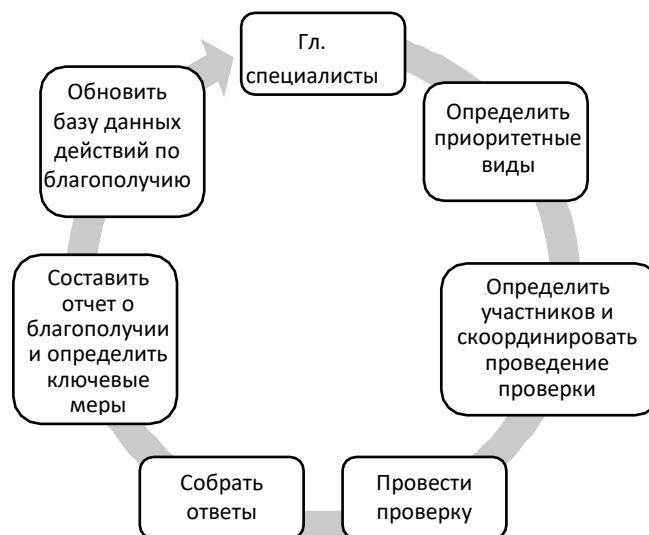 Гл.
специалисты
Определить
приоритетные
виды
Определить
участников и
скоординировать
проведение
проверки
Провести
проверку
Собрать
ответы
Составить
отчет о
благополучии
и определить
ключевые
меры
Обновить
базу данных
действий по
благополучию